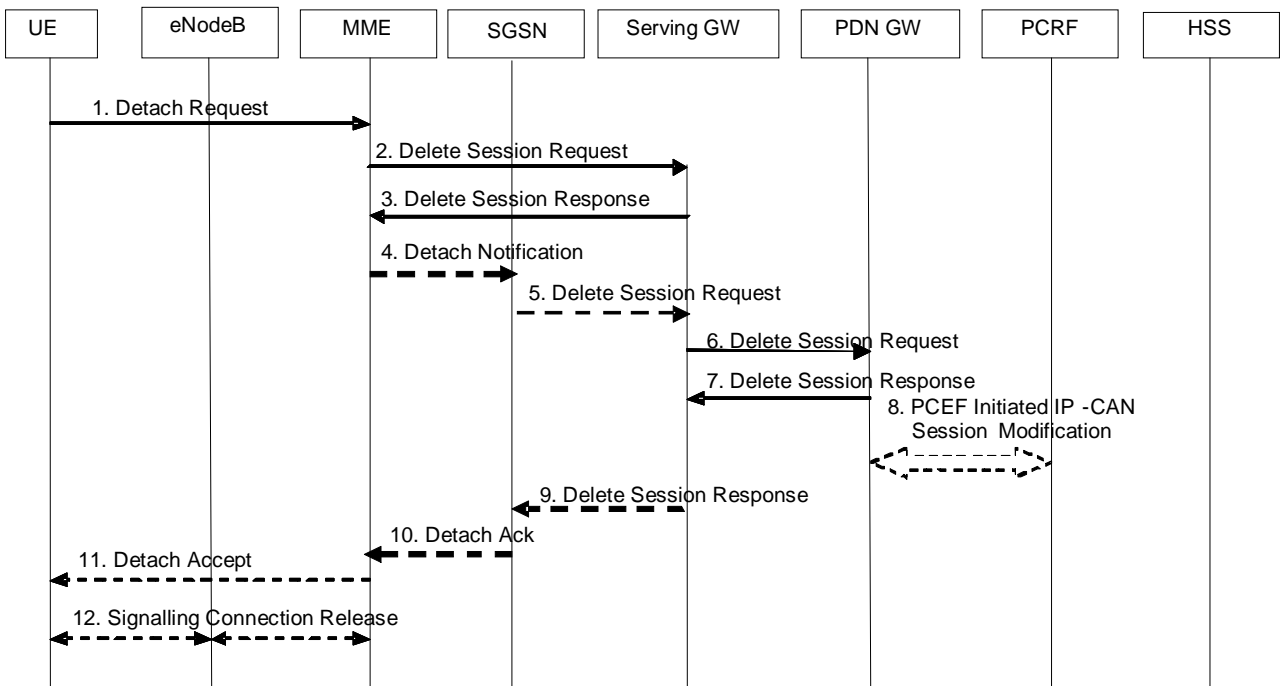 UE
eNodeB
MME
SGSN
Serving GW
PDN GW
PCRF
HSS
1. Detach Request
2. Delete Session Request
3. Delete Session Response
4. Detach Notification
5. Delete Session Request
6. Delete Session Request
7. Delete Session Response
8. PCEF Initiated IP -CAN
Session Modification
9. Delete Session Response
10. Detach Ack
11. Detach Accept
12. Signalling Connection Release